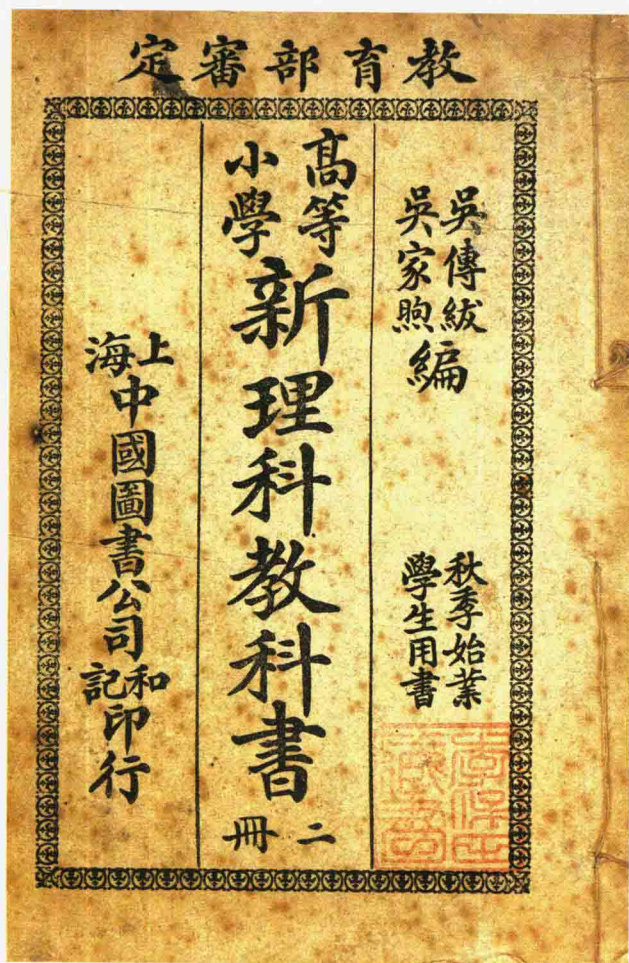 教育部審定
吳傳紱
吳家煦
編
秋季始業
學生用書
高等
小學
新理科教科書
二冊
上海
中國圖書公司
和記
印行